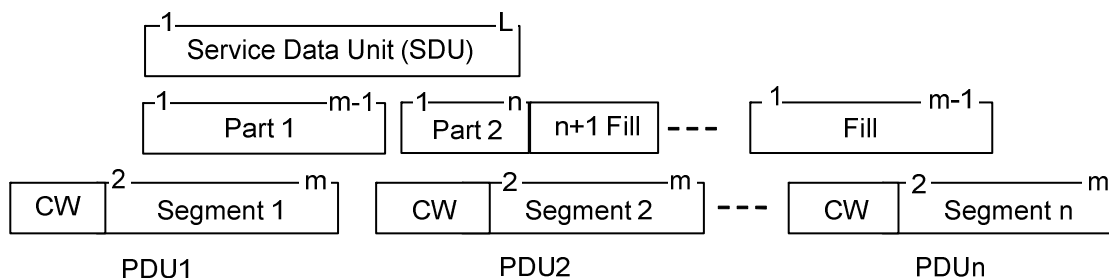 1 L
Service Data Unit (SDU)
1 m-1 1 n 1 m-1
Part 1 Part 2 n+1 Fill Fill
2 m 2 m 2 m
CW Segment 1 CW Segment 2 CW Segment n
PDU1 PDU2 PDUn